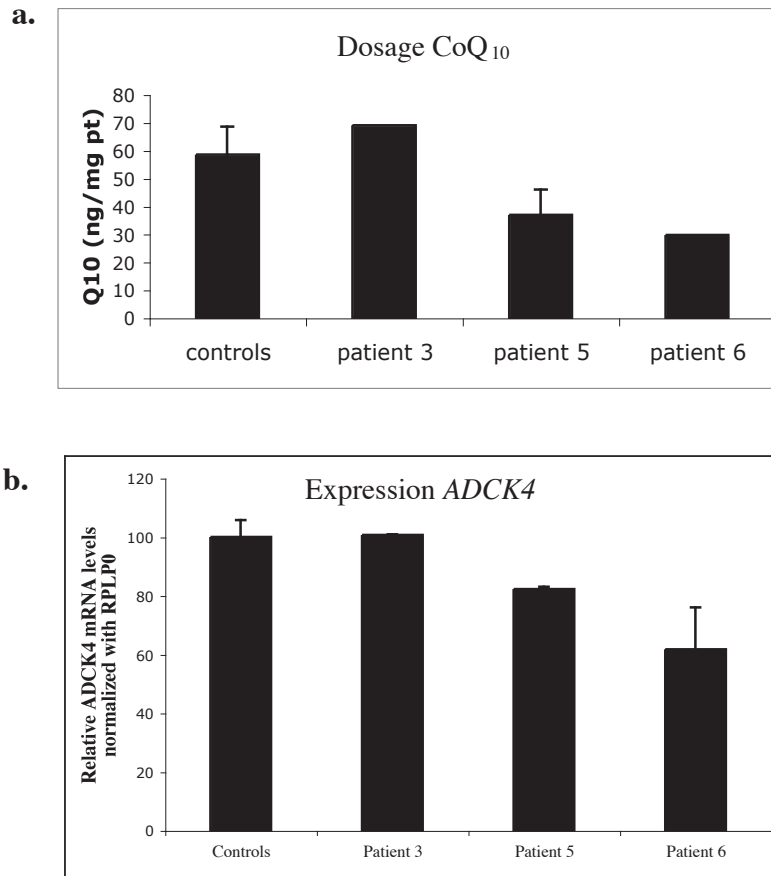 a.
Dosage CoQ10
Q10 (ng/mg pt)
80
70
60
50
40
30
20
10
0
controls patient 3 patient 5 patient 6
b.
Expression ADCK4
Relative ADCK4 mRNA levels
normalized with RPLP0
120
100
80
60
40
20
0
Controls Patient 3 Patient 5 Patient 6